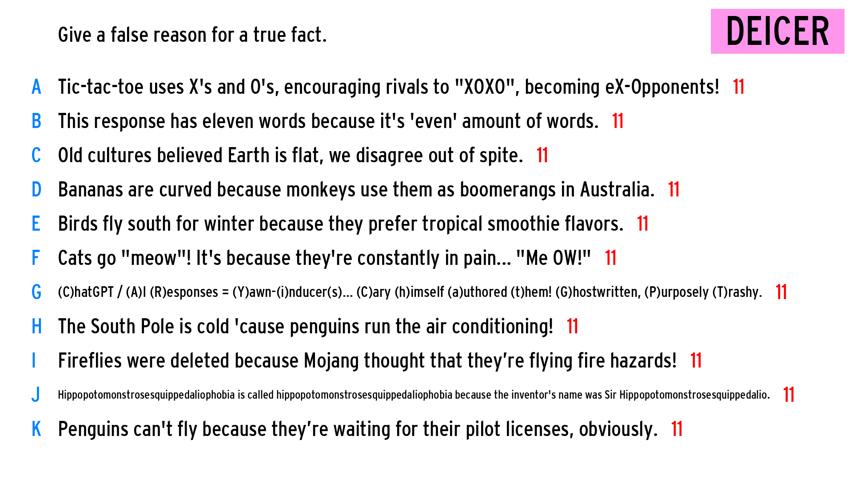 Give a false reason for a true fact.
DEICER
A Tic-tac-toe uses X's and O's, encouraging rivals to "XOXO", becoming eX-Opponents! 11
B This response has eleven words because it's 'even' amount of words. 11
C Old cultures believed Earth is flat, we disagree out of spite. 11
D Bananas are curved because monkeys use them as boomerangs in Australia. 11
E Birds fly south for winter because they prefer tropical smoothie flavors. 11
F Cats go "meow"! It's because they're constantly in pain... "Me OW!" 11
G (C)hatGPT / (A)I (R)esponses = (Y)awn-(i)nducer(s)... (C)ary (h)imself (a)uthored (t)hem! (G)hostwritten, (P)urposely (T)rashy. 11
H The South Pole is cold 'cause penguins run the air conditioning! 11
I Fireflies were deleted because Mojang thought that they’re flying fire hazards! 11
J Hippopotomonstrosesquippedaliophobia is called hippopotomonstrosesquippedaliophobia because the inventor's name was Sir Hippopotomonstrosesquippedalio. 11
K Penguins can't fly because they’re waiting for their pilot licenses, obviously. 11